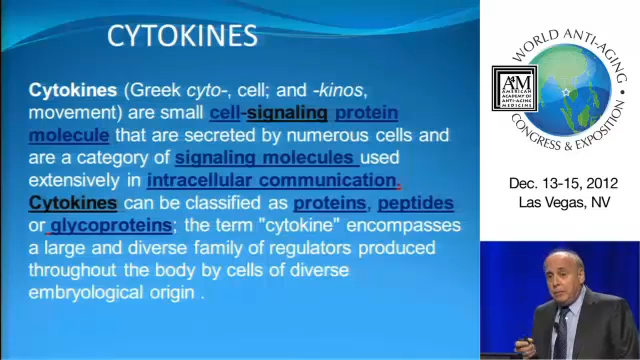 CYTOKINES
Cytokines (Greek cyto-, cell; and -kinos,
movement) are small cell-signaling protein
molecule that are secreted by numerous cells and
are a category of signaling molecules used
extensively in intracellular communication.
Cytokines can be classified as proteins, peptides
or glycoproteins; the term "cytokine" encompasses
a large and diverse family of regulators produced
throughout the body by cells of diverse
embryological origin .
WORLD ANTI-AGING
CONGRESS & EXPOSITION
A4M
AMERICAN
ACADEMY OF
ANTI-AGING
MEDICINE
Dec. 13-15, 2012
Las Vegas, NV